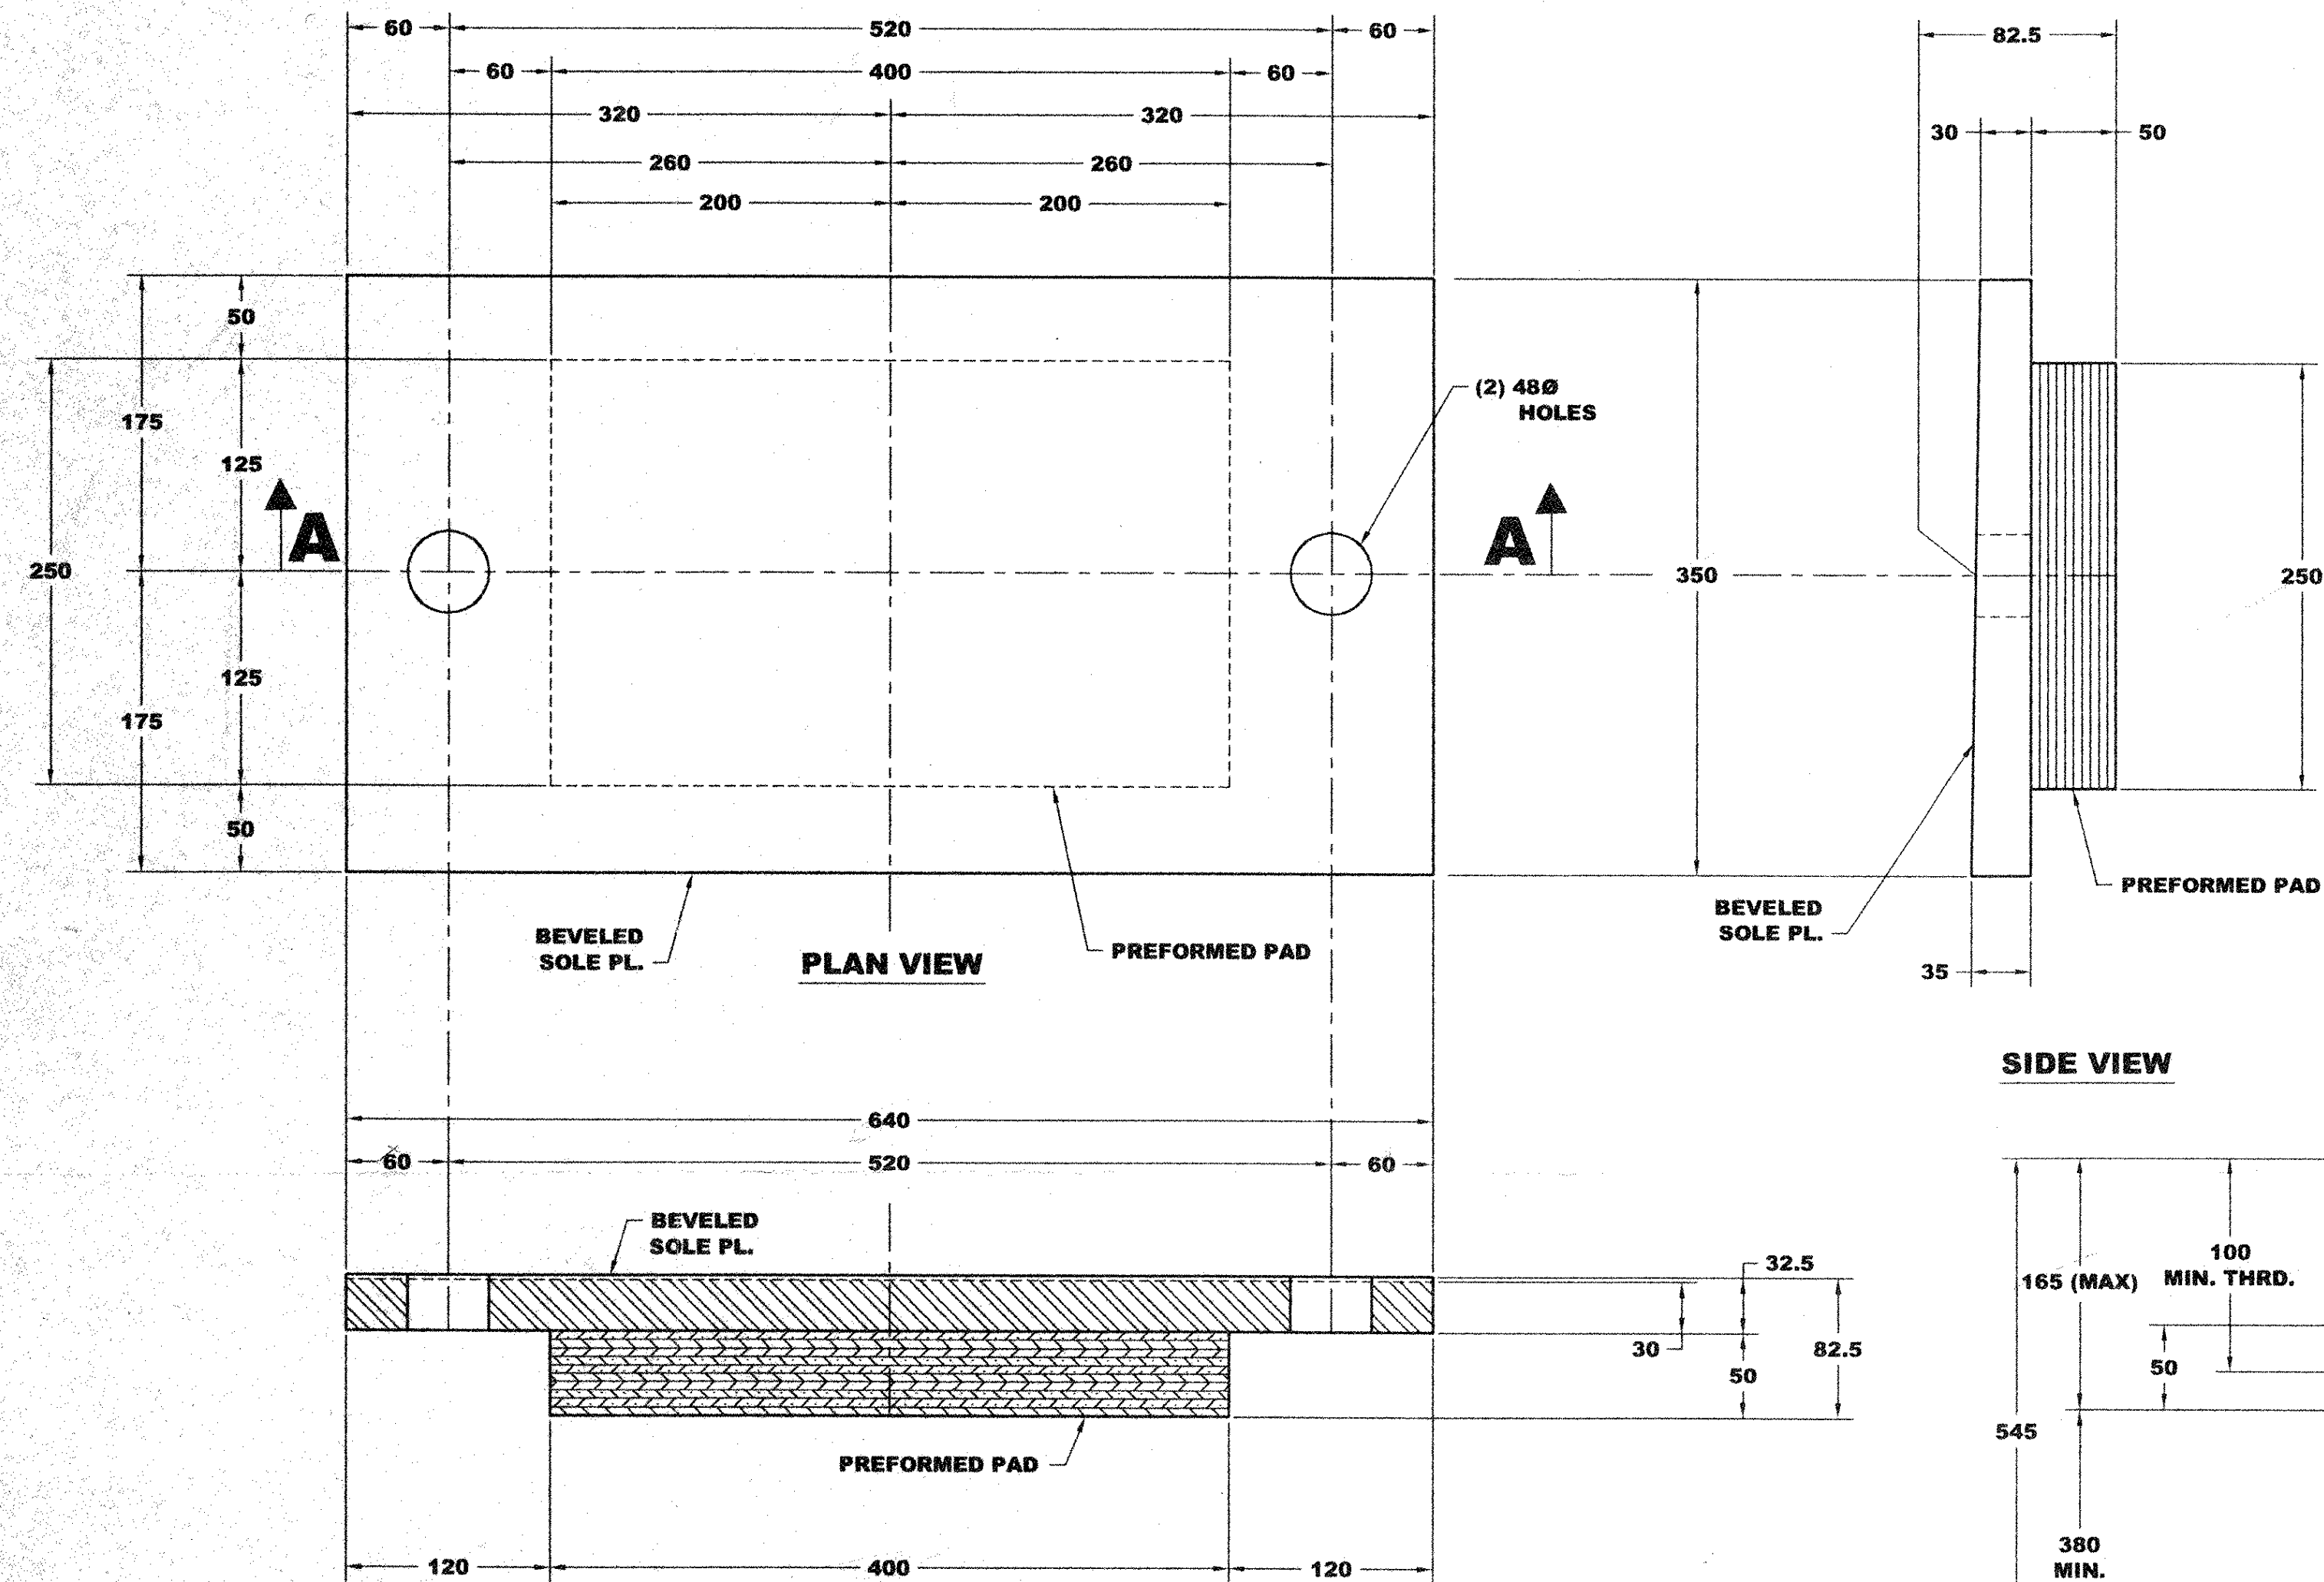 60 520 60 82.5
60 400 60
320 320
30 50
260 260
200 200
50
(2) 48Ø
HOLES
175
125
A A
250 350 250
125
175
50
PREFORMED PAD
BEVELED
SOLE PL.
BEVELED
SOLE PL.
PREFORMED PAD
PLAN VIEW
35
SIDE VIEW
640
60 520 60
BEVELED
SOLE PL.
32.5
100
MIN. THRD.
165 (MAX)
30 82.5
50
50
545
PREFORMED PAD
380
MIN.
120 400 120